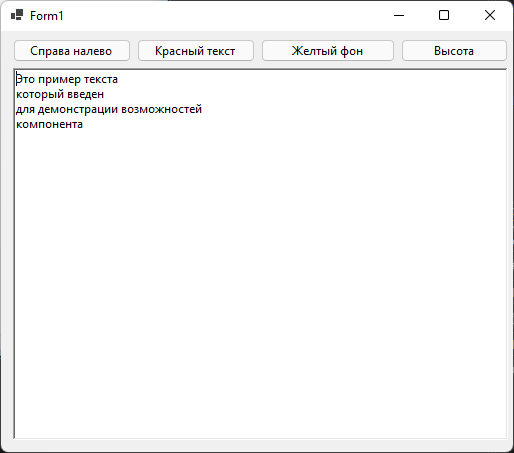 Form1
Справа налево Красный текст Желтый фон Высота
Это пример текста
который введен
для демонстрации возможностей
компонента